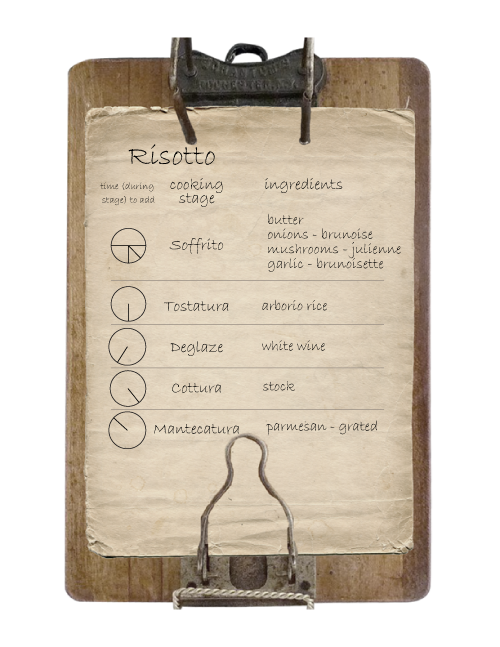 Risotto
time (during stage) to add
cooking stage
ingredients
Soffrito
butter
onions - brunoise
mushrooms - julienne
garlic - brunoisette
Tostatura
arborio rice
Deglaze
white wine
Cottura
stock
Mantecatura
parmesan - grated